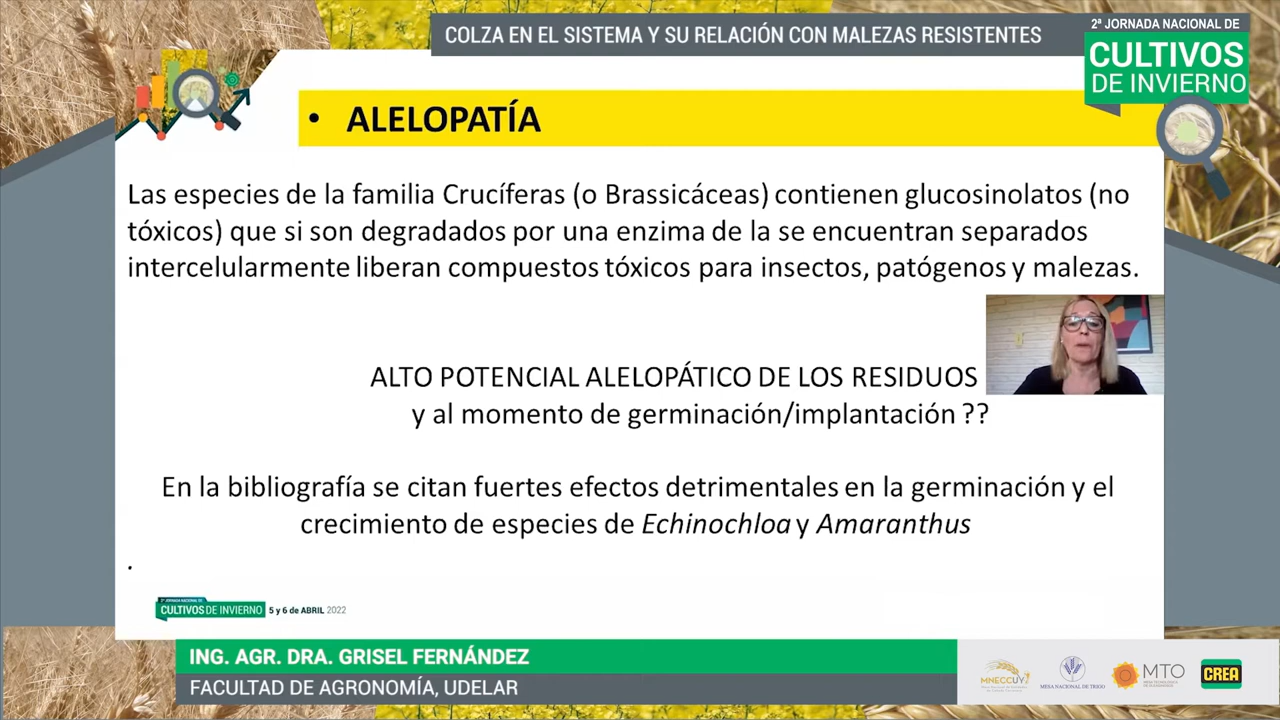 COLZA EN EL SISTEMA Y SU RELACIÓN CON MALEZAS RESISTENTES
2ª JORNADA NACIONAL DE
CULTIVOS
DE INVIERNO
• ALELOPATÍA
Las especies de la familia Crucíferas (o Brassicáceas) contienen glucosinolatos (no
tóxicos) que si son degradados por una enzima de la se encuentran separados
intercelularmente liberan compuestos tóxicos para insectos, patógenos y malezas.
ALTO POTENCIAL ALELOPÁTICO DE LOS RESIDUOS
y al momento de germinación/implantación ??
En la bibliografía se citan fuertes efectos detrimentales en la germinación y el
crecimiento de especies de Echinochloa y Amaranthus
.
2ª JORNADA NACIONAL DE
CULTIVOS DE INVIERNO 5 y 6 de ABRIL 2022
ING. AGR. DRA. GRISEL FERNÁNDEZ
FACULTAD DE AGRONOMÍA, UDELAR
MNECCUY
MESA NACIONAL DE TRIGO
MTO
CREA